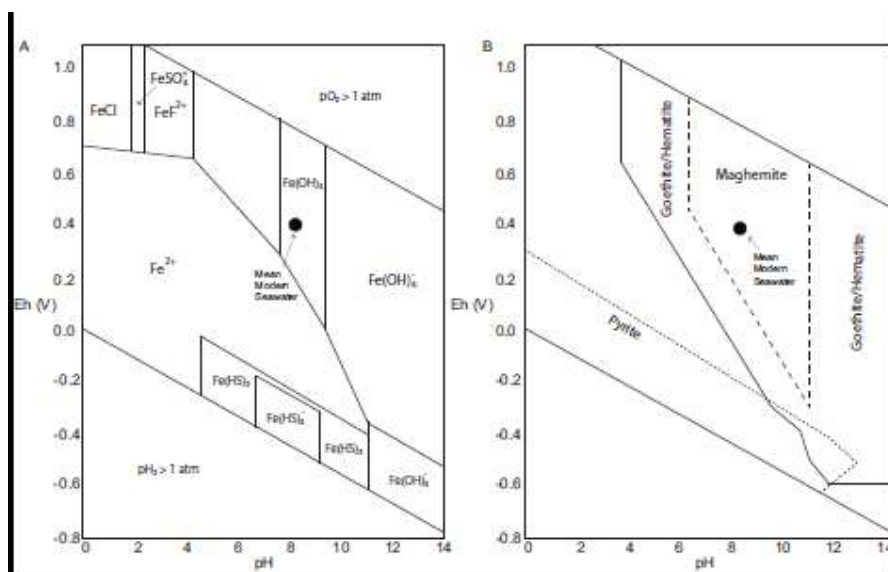 A
1.0
0.8
0.6
0.4
0.2
Eh (V)
0.0
-0.2
-0.4
-0.6
-0.8
0
2
4
6
8
10
12
14
pH
FeCl
FeSO₄⁺
FeF²⁺
pO₂ > 1 atm
Fe(OH)₃
Mean
Modern
Seawater
Fe²⁺
Fe(OH)₄⁻
Fe(HS)₂
Fe(HS)₃⁻
Fe(HS)₂
Fe(OH)₃⁻
pH₂ > 1 atm
B
1.0
0.8
0.6
0.4
0.2
Eh (V)
0.0
-0.2
-0.4
-0.6
-0.8
0
2
4
6
8
10
12
14
pH
Goethite/Hematite
Maghemite
Mean
Modern
Seawater
Goethite/Hematite
Pyrite